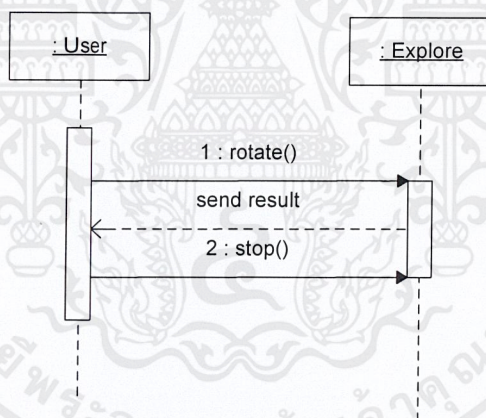 : User
: Explore
1 : rotate()
send result
2 : stop()